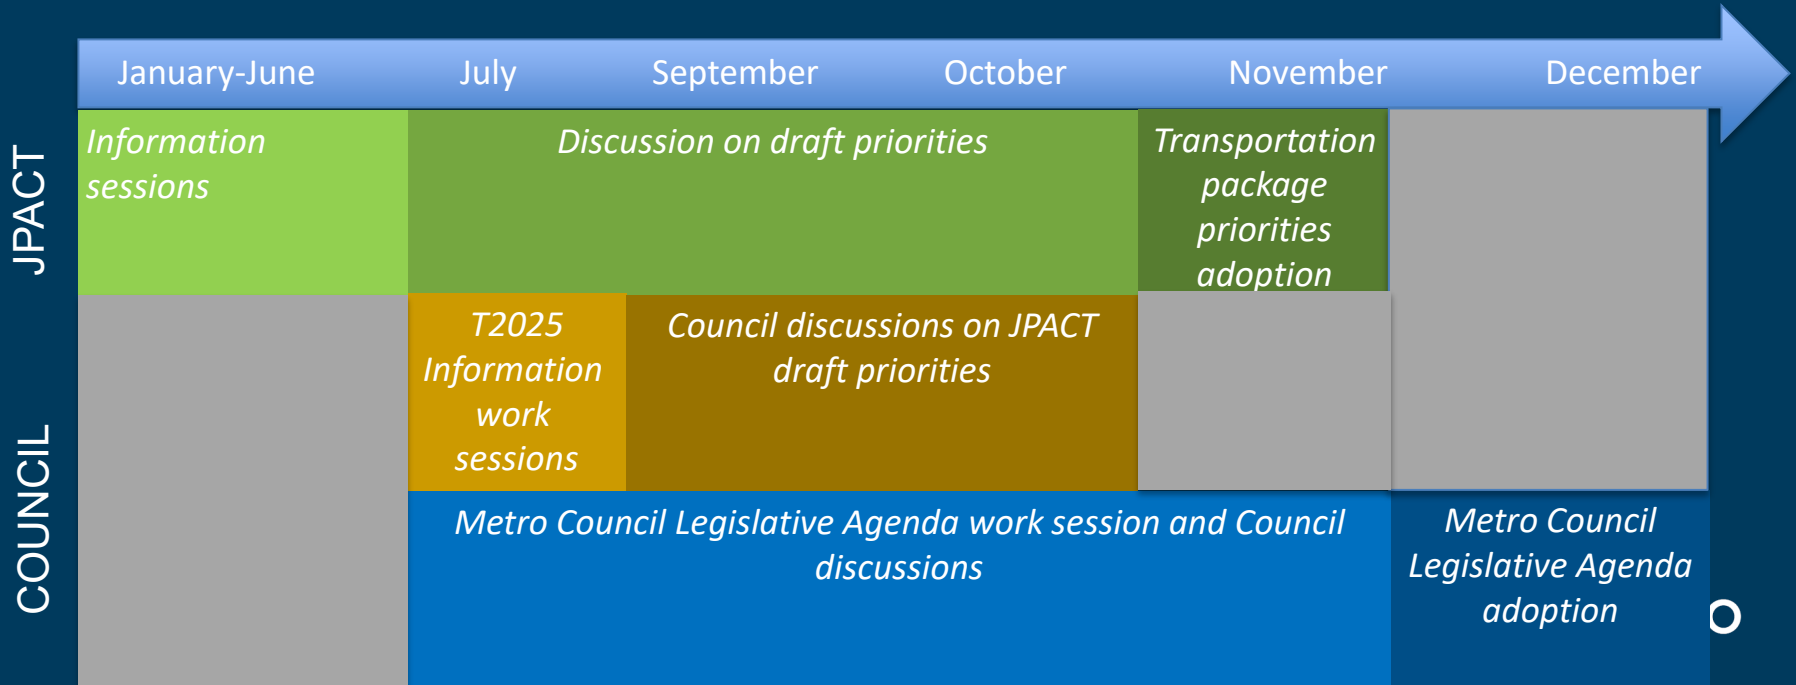 January-June July September October November December
JPACT
Information
sessions
Discussion on draft priorities
Transportation
package
priorities
adoption
COUNCIL
T2025
Information
work
sessions
Council discussions on JPACT
draft priorities
Metro Council Legislative Agenda work session and Council
discussions
Metro Council
Legislative Agenda
adoption